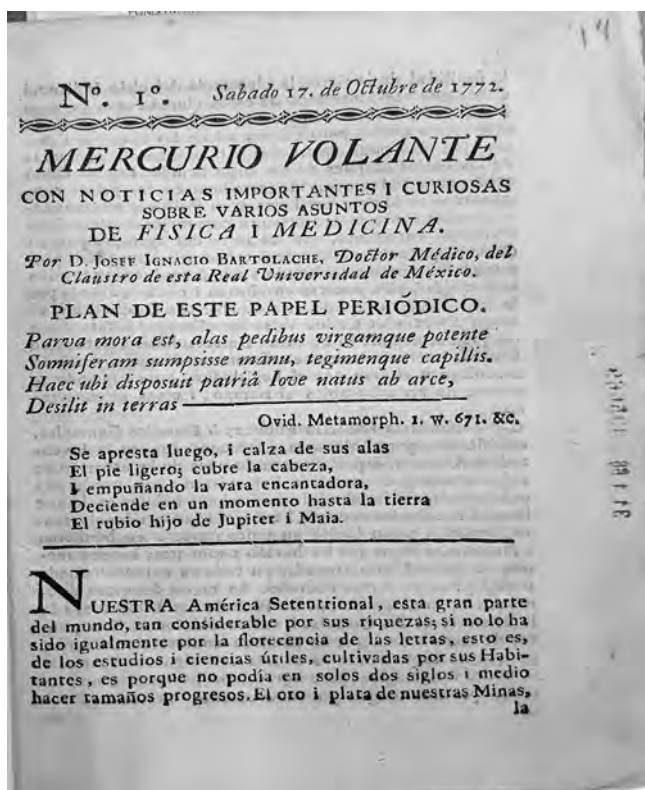 14
Nº. 1º. Sabado 17. de Octubre de 1772.
MERCURIO VOLANTE
CON NOTICIAS IMPORTANTES I CURIOSAS
SOBRE VARIOS ASUNTOS
DE FISICA I MEDICINA.
Por D. Josef Ignacio Bartolache, Doctor Médico, del
Claustro de esta Real Universidad de México.
PLAN DE ESTE PAPEL PERIÓDICO.
Parva mora est, alas pedibus virgamque potente
Somniferam sumpsisse manu, tegimenque capillis.
Haec ubi disposuit patriâ Iove natus ab arce,
Desilit in terras
Ovid. Metamorph. 1. w. 671. &c.
Se apresta luego, i calza de sus alas
El pie ligero; cubre la cabeza,
I empuñando la vara encantadora,
Deciende en un momento hasta la tierra
El rubio hijo de Jupiter i Maia.
NUESTRA América Setentrional, esta gran parte
del mundo, tan considerable por sus riquezas; si no lo ha
sido igualmente por la florecencia de las letras, esto es,
de los estudios i ciencias útiles, cultivadas por sus Habi-
tantes, es porque no podía en solos dos siglos i medio
hacer tamaños progresos. El oro i plata de nuestras Minas,
la